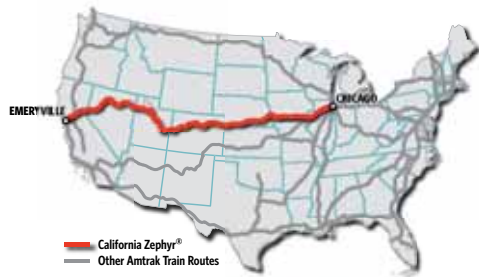 CHICAGO
EMERYVILLE
California Zephyr®
Other Amtrak Train Routes